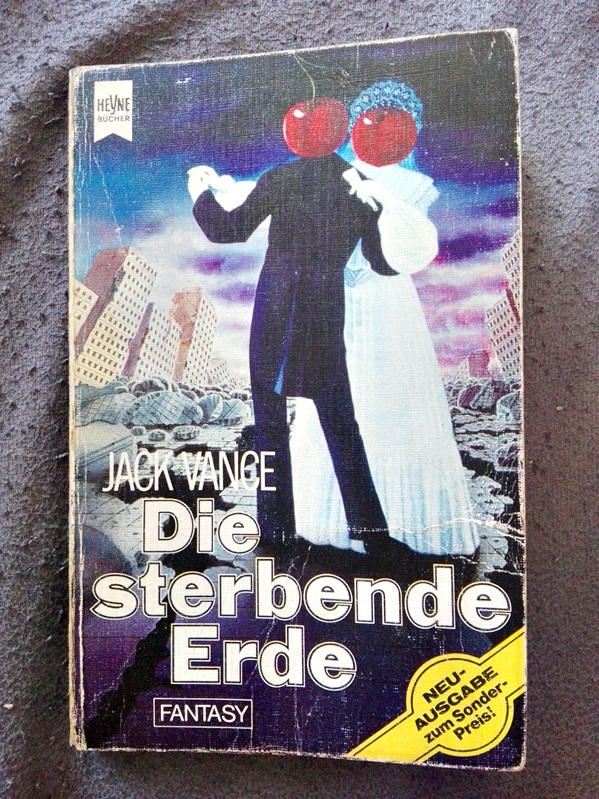 HEYNE
BÜCHER
JACK VANCE
Die
sterbende
Erde
FANTASY
NEU-
AUSGABE
zum Sonder-
Preis!